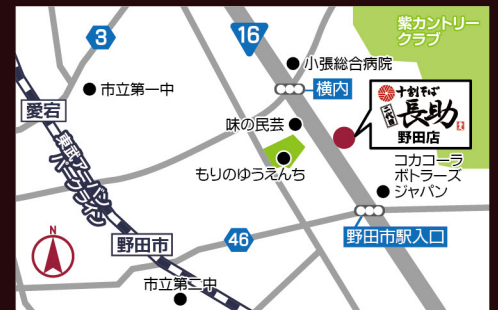 紫カントリー
クラブ
3
16
小張総合病院
市立第一中
横内
十割そば
二代目
長助
野田店
愛宕
味の民芸
東武アーバン
パークライン
もりのゆうえんち
コカコーラ
ボトラーズ
ジャパン
N
野田市
46
野田市駅入口
市立第二中